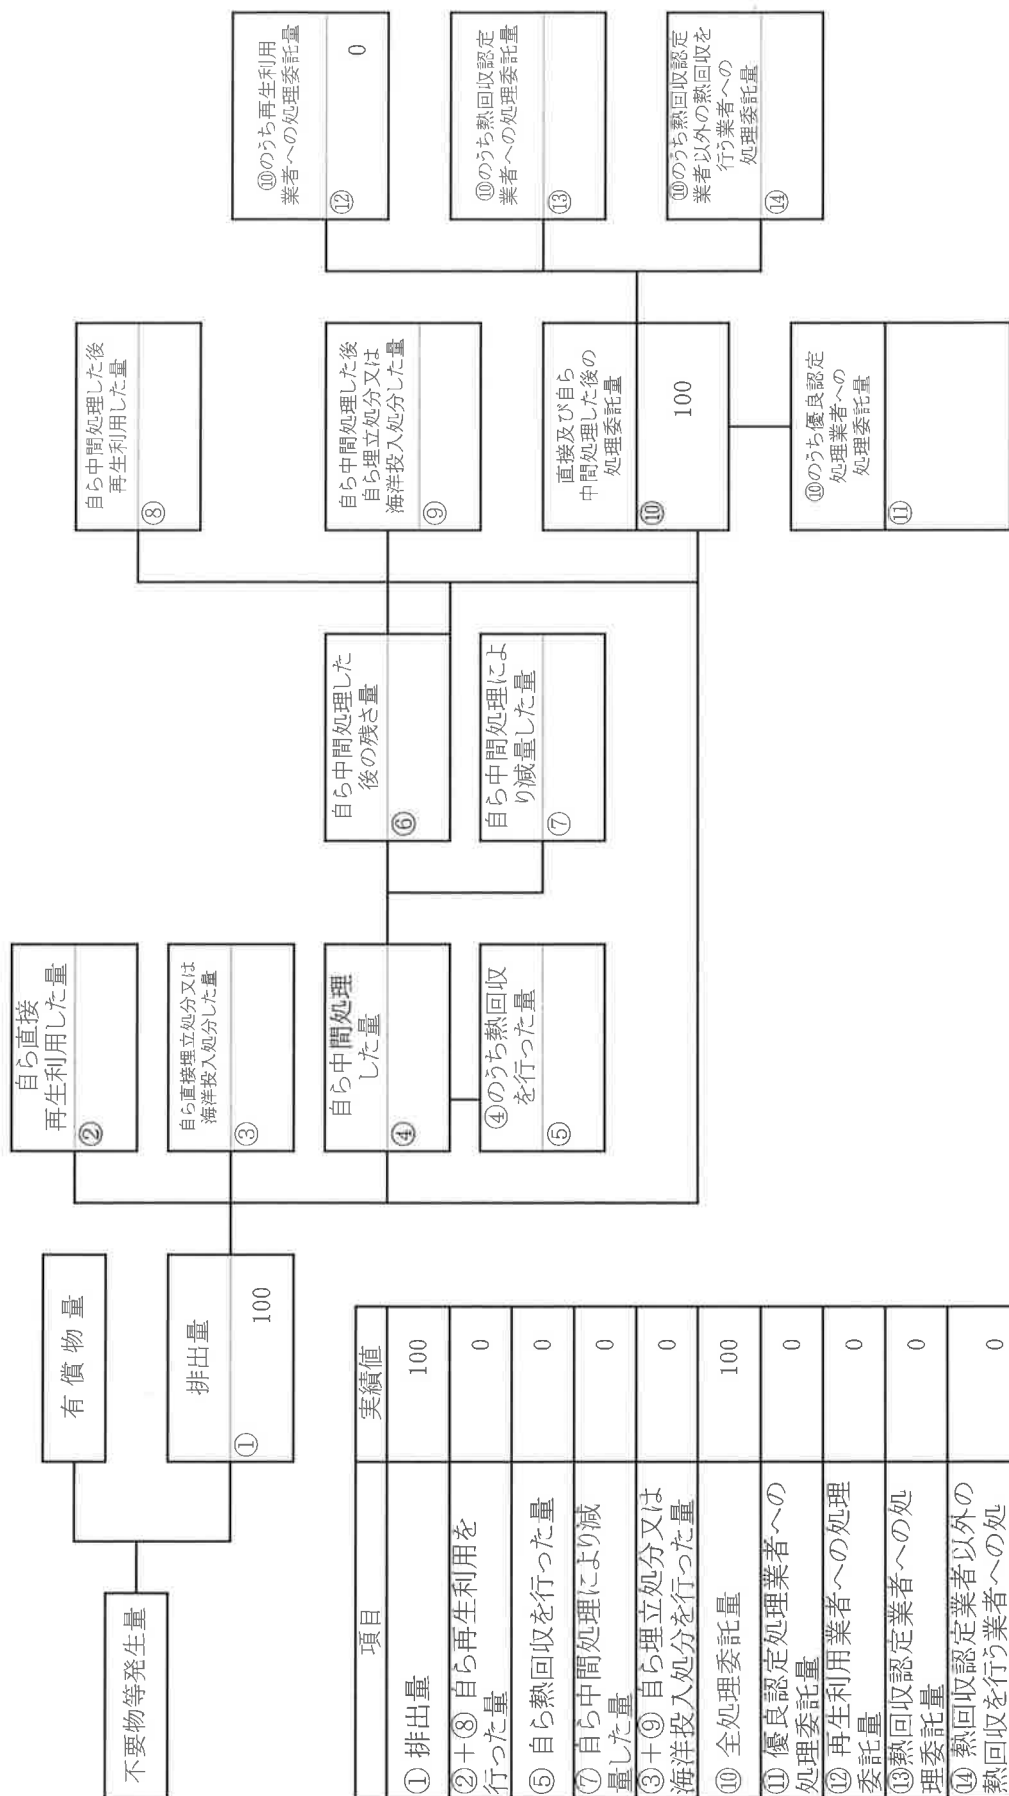 不要物等発生量
有償物量
排出量
①
100
自ら直接
再生利用した量
②
自ら直接埋立処分又は
海洋投入処分した量
③
自ら中間処理
した量
④
④のうち熱回収
を行った量
⑤
自ら中間処理した
後の残さ量
⑥
自ら中間処理によ
り減量した量
⑦
自ら中間処理した後
再生利用した量
⑧
自ら中間処理した後
自ら埋立処分又は
海洋投入処分した量
⑨
直接及び自ら
中間処理した後の
処理委託量
⑩
100
⑩のうち優良認定
処理業者への
処理委託量
⑪
⑩のうち再生利用
業者への処理委託量
⑫
0
⑩のうち熱回収認定
業者への処理委託量
⑬
⑩のうち熱回収認定
業者以外の熱回収を
行う業者への
処理委託量
⑭
項目 実績値
① 排出量 100
②+⑧ 自ら再生利用を
行った量 0
⑤ 自ら熱回収を行った量 0
⑦ 自ら中間処理により減
量した量 0
③+⑨ 自ら埋立処分又は
海洋投入処分を行った量 0
⑩ 全処理委託量 100
⑪ 優良認定処理業者への
処理委託量 0
⑫ 再生利用業者への処理
委託量 0
⑬熱回収認定業者への処
理委託量 0
⑭ 熱回収認定業者以外の
熱回収を行う業者への処 0